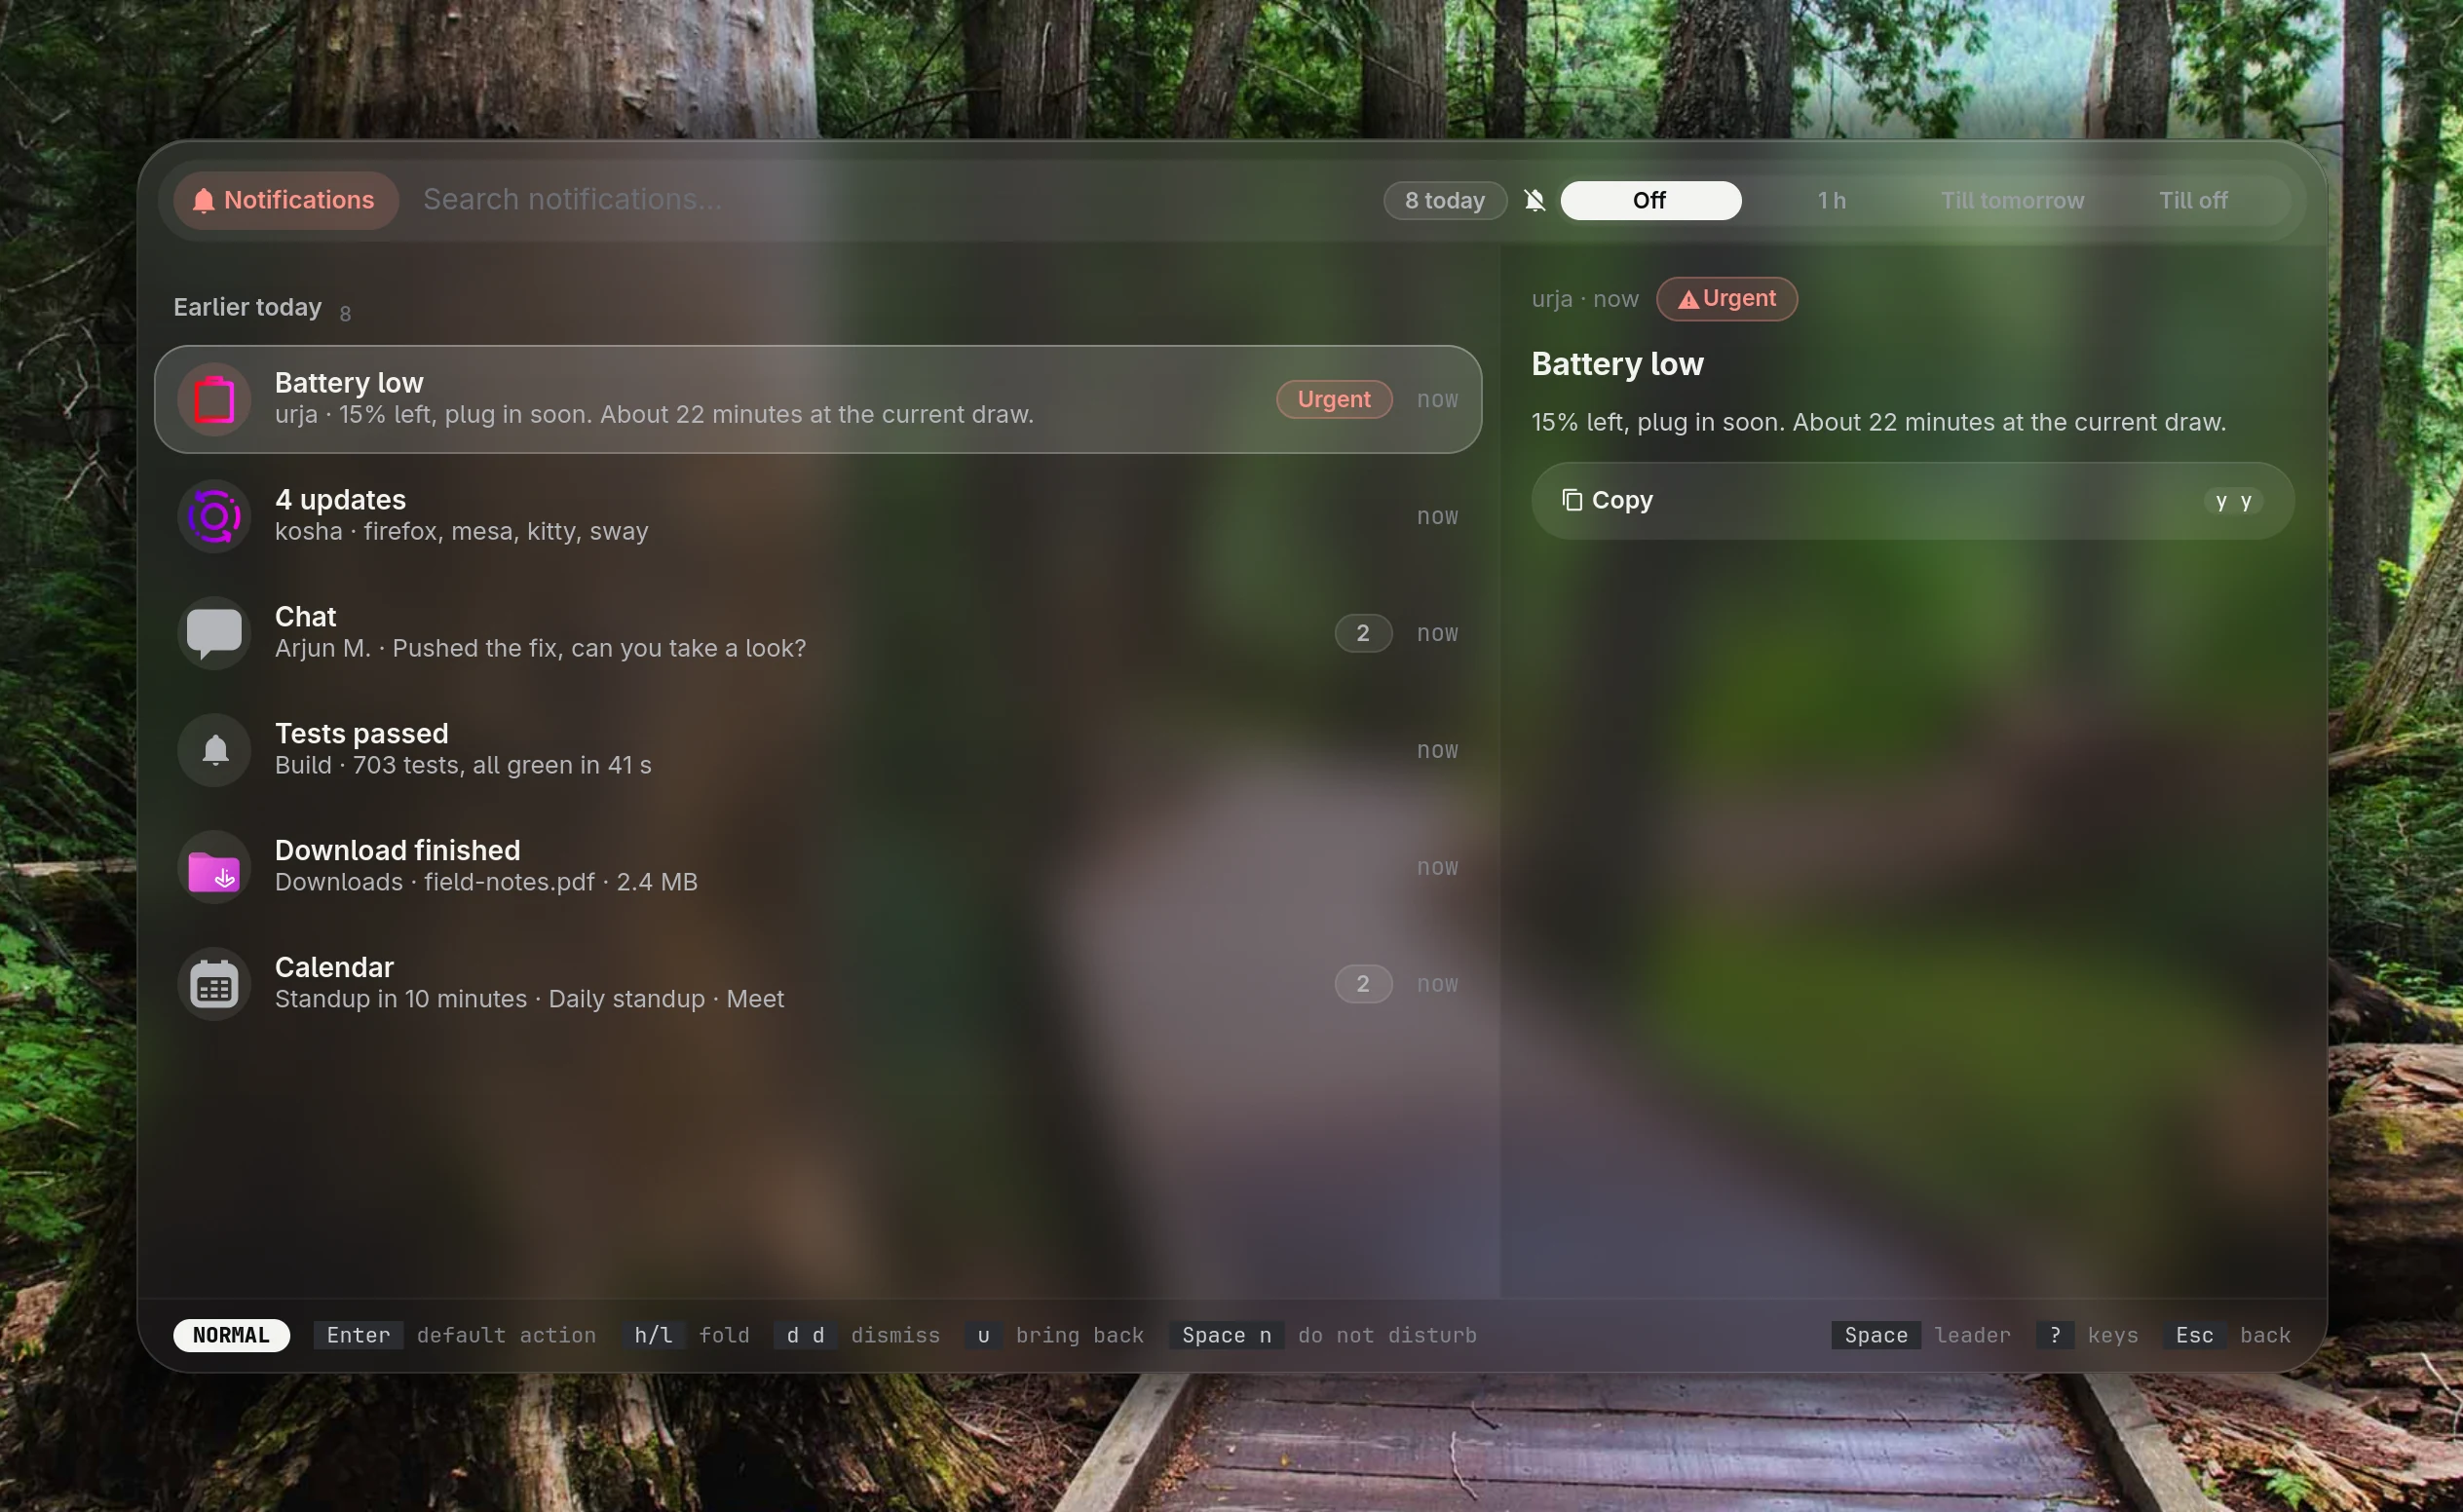 Notifications Search notifications... 8 today Off 1 h Till tomorrow Till off
Earlier today 8
Battery low
urja · 15% left, plug in soon. About 22 minutes at the current draw.
Urgent now
4 updates
kosha · firefox, mesa, kitty, sway
now
Chat
Arjun M. · Pushed the fix, can you take a look?
2 now
Tests passed
Build · 703 tests, all green in 41 s
now
Download finished
Downloads · field-notes.pdf · 2.4 MB
now
Calendar
Standup in 10 minutes · Daily standup · Meet
2 now
urja · now Urgent
Battery low
15% left, plug in soon. About 22 minutes at the current draw.
Copy y y
NORMAL Enter default action h/l fold d d dismiss u bring back Space n do not disturb Space leader ? keys Esc back